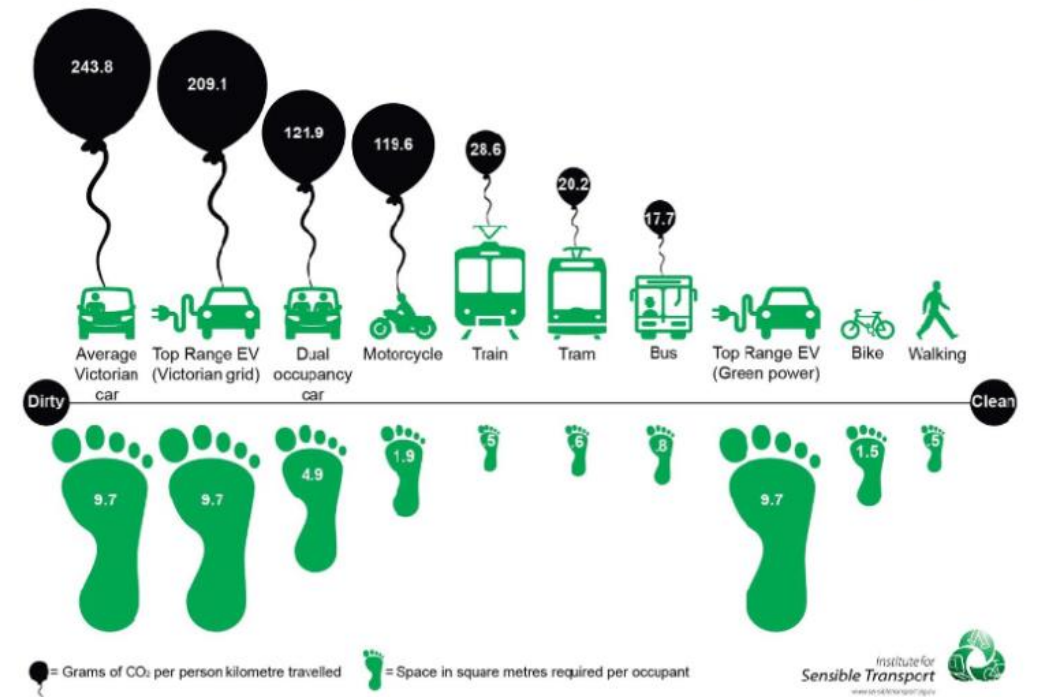 243.8
209.1
121.9
119.6
28.6
20.2
17.7
Average
Victorian
car
Top Range EV
(Victorian grid)
Dual
occupancy
car
Motorcycle
Train
Tram
Bus
Top Range EV
(Green power)
Bike
Walking
Dirty
Clean
9.7
9.7
4.9
1.9
.5
.6
.8
9.7
1.5
.5
= Grams of CO₂ per person kilometre travelled
= Space in square metres required per occupant
Institute for
Sensible Transport